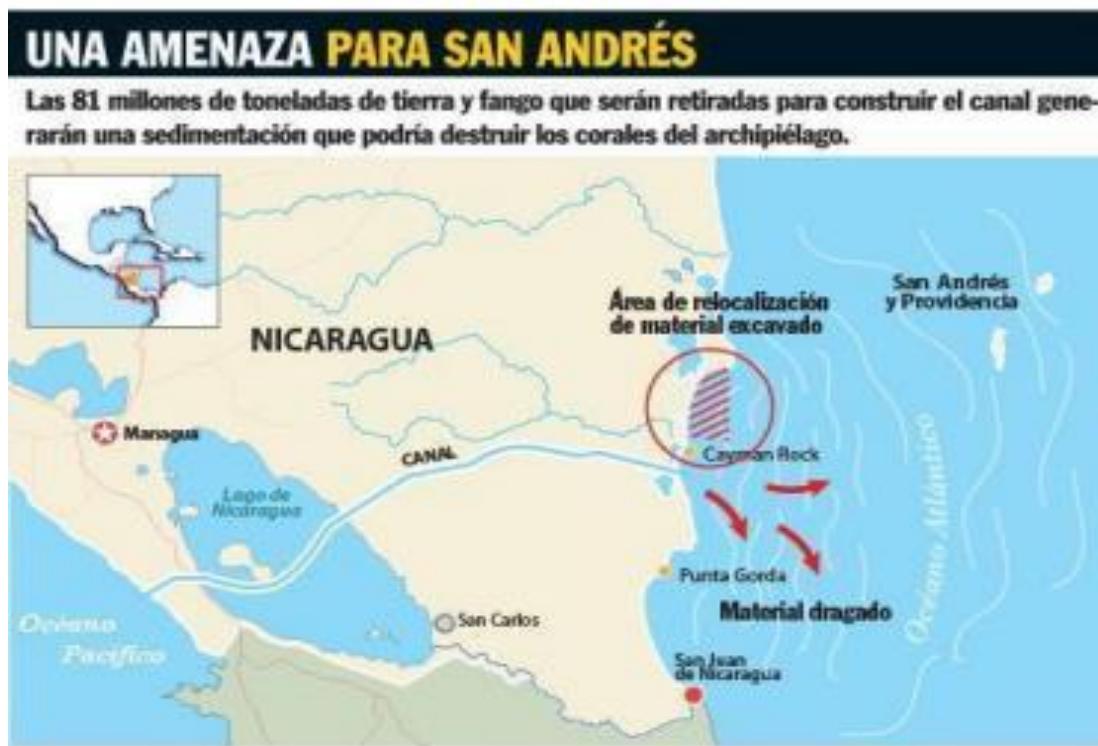 UNA AMENAZA PARA SAN ANDRÉS
Las 81 millones de toneladas de tierra y fango que serán retiradas para construir el canal gene-
rarán una sedimentación que podría destruir los corales del archipiélago.
San Andrés
y Providencia
Área de relocalización
de material excavado
NICARAGUA
Managua
CANAL
Cayman Rock
Lago de
Nicaragua
Océano Atlántico
Punta Gorda
Material dragado
San Carlos
Océano
Pacífico
San Juan
de Nicaragua